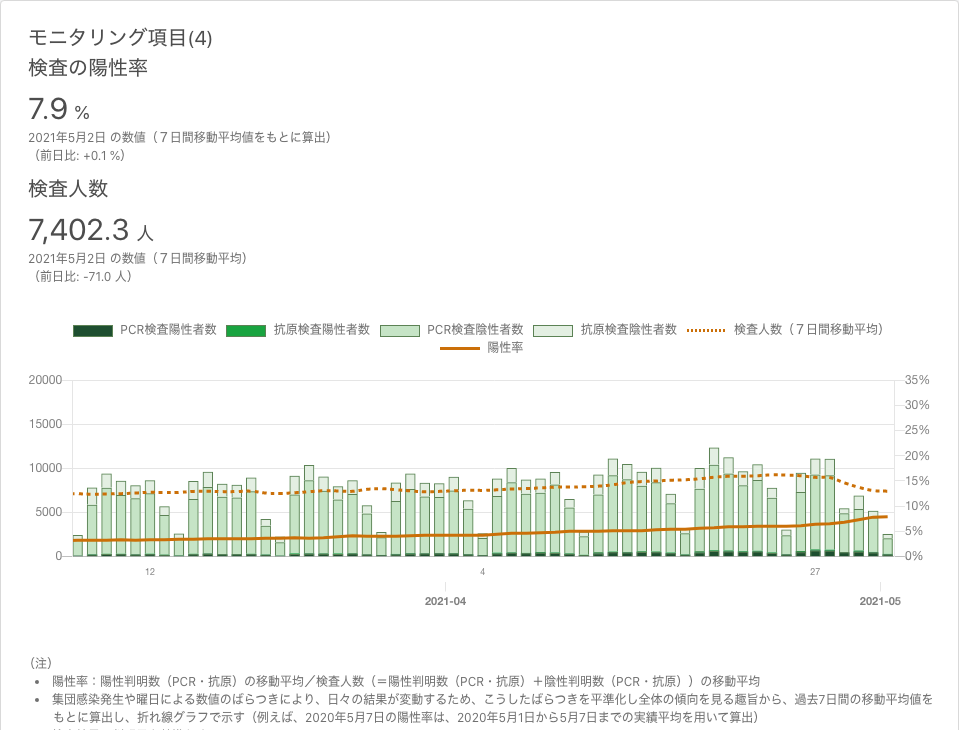 モニタリング項目(4)
検査の陽性率
7.9 %
2021年5月2日 の数値（７日間移動平均値をもとに算出）
（前日比: +0.1 %）
検査人数
7,402.3 人
2021年5月2日 の数値（７日間移動平均）
（前日比: -71.0 人）
PCR検査陽性者数 抗原検査陽性者数 PCR検査陰性者数 抗原検査陰性者数 検査人数（７日間移動平均）
陽性率
20000 35%
30%
15000 25%
20%
10000 15%
5000 10%
5%
0 0%
12 4 27
2021-04 2021-05
（注）
• 陽性率：陽性判明数（PCR・抗原）の移動平均／検査人数（＝陽性判明数（PCR・抗原）＋陰性判明数（PCR・抗原））の移動平均
• 集団感染発生や曜日による数値のばらつきにより、日々の結果が変動するため、こうしたばらつきを平準化し全体の傾向を見る趣旨から、過去7日間の移動平均値を
もとに算出し、折れ線グラフで示す（例えば、2020年5月7日の陽性率は、2020年5月1日から5月7日までの実績平均を用いて算出）